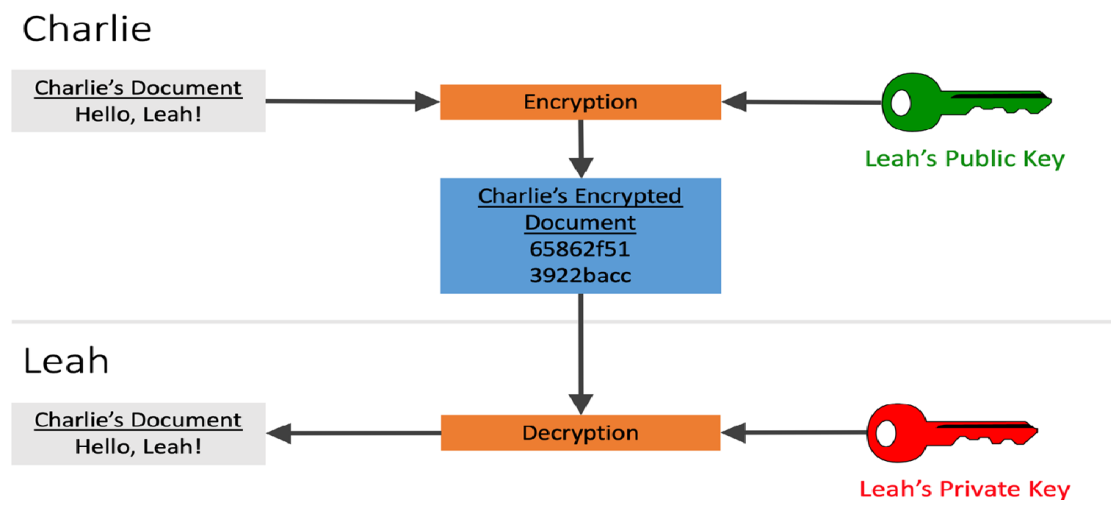 Charlie
Charlie’s Document
Hello, Leah!
Encryption
Leah’s Public Key
Charlie’s Encrypted
Document
65862f51
3922bacc
Leah
Charlie’s Document
Hello, Leah!
Decryption
Leah’s Private Key